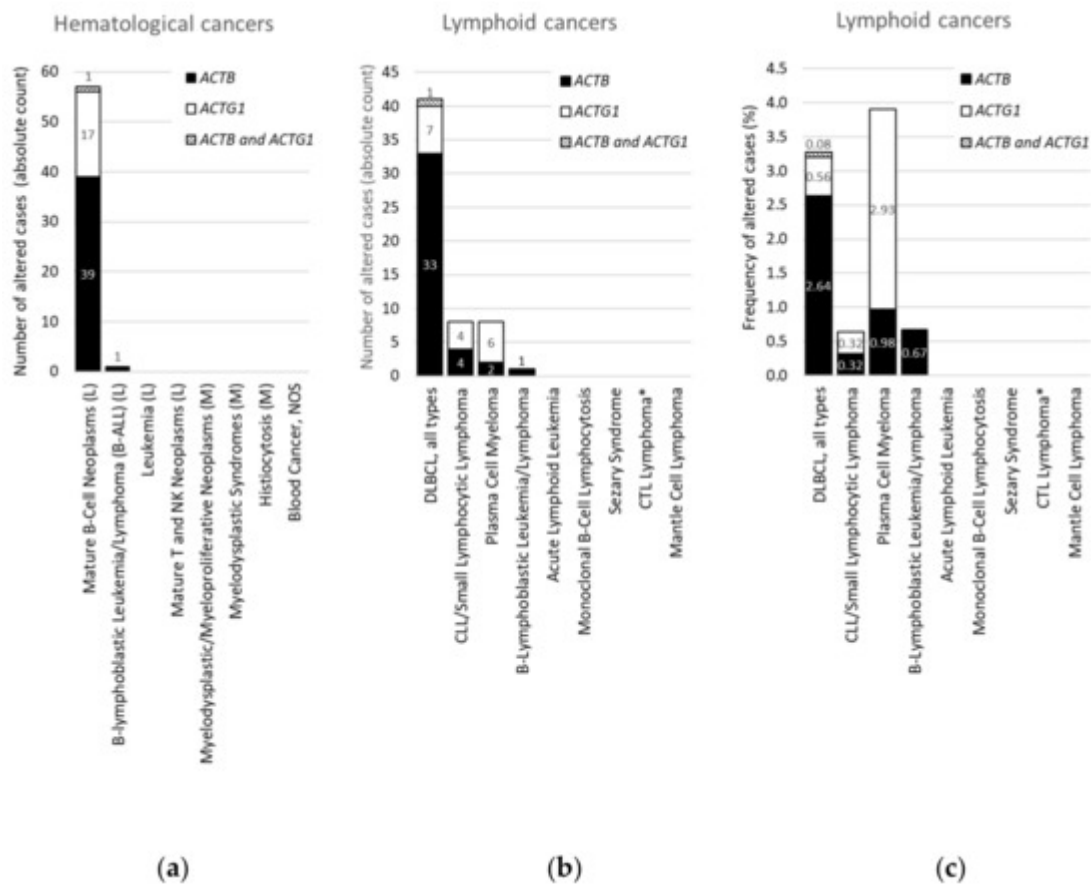 Hematological cancers
Number of altered cases (absolute count)
60
50
40
30
20
10
0
ACTB
ACTG1
ACTB and ACTG1
1
17
39
1
Mature B-Cell Neoplasms (L)
B-lymphoblastic Leukemia/Lymphoma (B-ALL) (L)
Leukemia (L)
Mature T and NK Neoplasms (L)
Myelodysplastic/Myeloproliferative Neoplasms (M)
Myelodysplastic Syndromes (M)
Histiocytosis (M)
Blood Cancer, NOS
(a)
Lymphoid cancers
Number of altered cases (absolute count)
45
40
35
30
25
20
15
10
5
0
ACTB
ACTG1
ACTB and ACTG1
1
7
33
4
4
6
2
1
DLBCL, all types
CLL/Small Lymphocytic Lymphoma
Plasma Cell Myeloma
B-Lymphoblastic Leukemia/Lymphoma
Acute Lymphoid Leukemia
Monoclonal B-Cell Lymphocytosis
Sezary Syndrome
CTL Lymphoma*
Mantle Cell Lymphoma
(b)
Lymphoid cancers
Frequency of altered cases (%)
4.5
4.0
3.5
3.0
2.5
2.0
1.5
1.0
0.5
0.0
ACTB
ACTG1
ACTB and ACTG1
0.08
0.56
2.64
0.32
0.32
2.93
0.98
0.67
DLBCL, all types
CLL/Small Lymphocytic Lymphoma
Plasma Cell Myeloma
B-Lymphoblastic Leukemia/Lymphoma
Acute Lymphoid Leukemia
Monoclonal B-Cell Lymphocytosis
Sezary Syndrome
CTL Lymphoma*
Mantle Cell Lymphoma
(c)